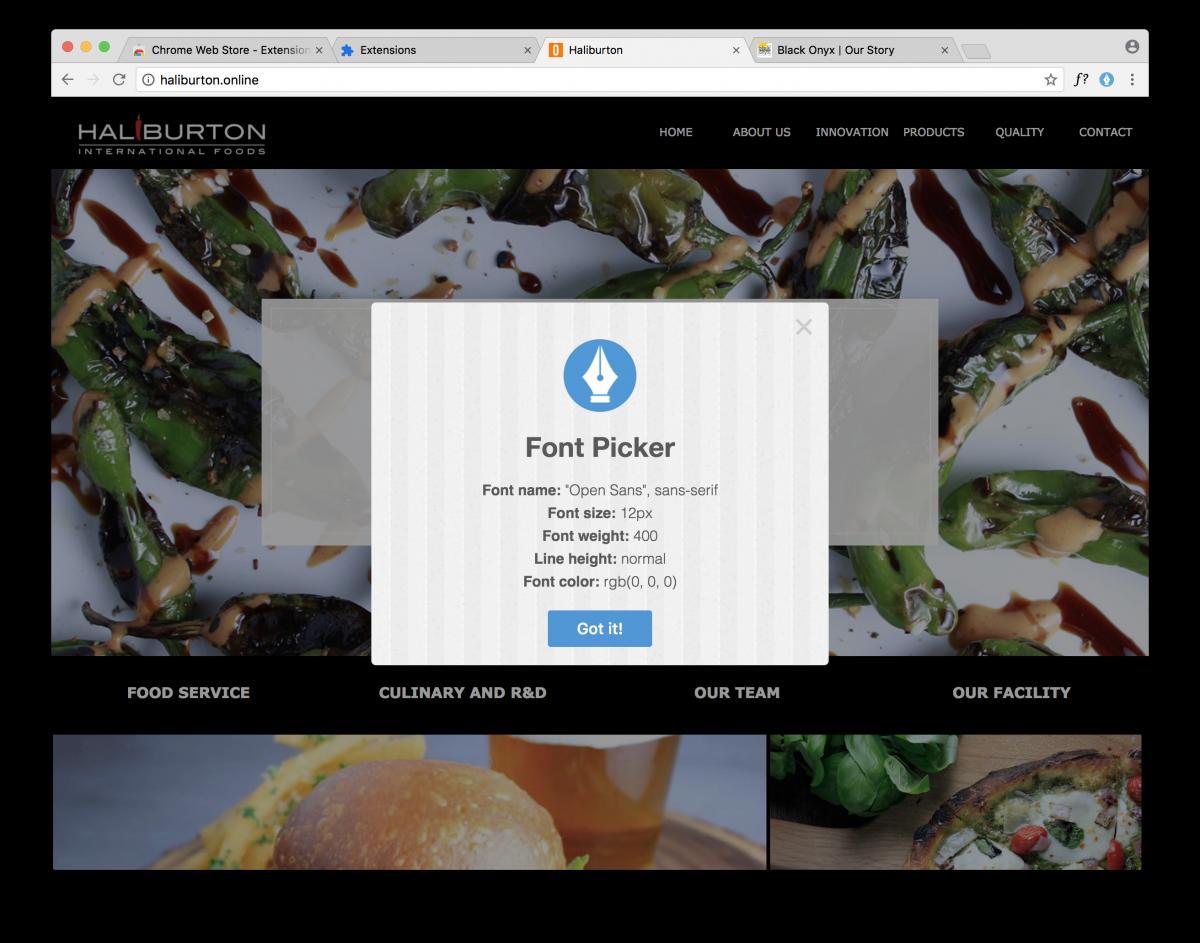 Chrome Web Store - Extension
Extensions
Haliburton
Black Onyx | Our Story
haliburton.online
f?
HALIBURTON
INTERNATIONAL FOODS
HOME
ABOUT US
INNOVATION
PRODUCTS
QUALITY
CONTACT
Font Picker
Font name: "Open Sans", sans-serif
Font size: 12px
Font weight: 400
Line height: normal
Font color: rgb(0, 0, 0)
Got it!
FOOD SERVICE
CULINARY AND R&D
OUR TEAM
OUR FACILITY